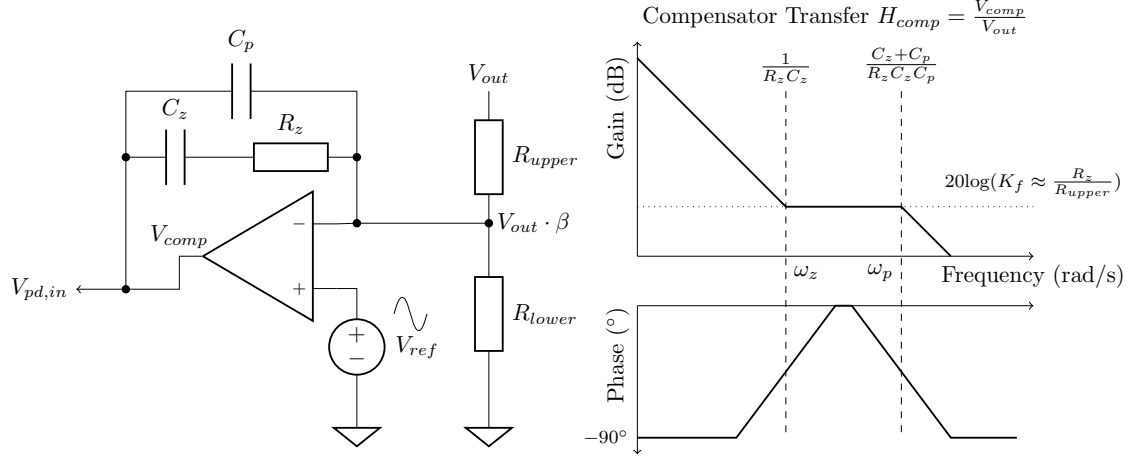 Compensator Transfer $H_{comp} = \frac{V_{comp}}{V_{out}}$
$C_p$
$C_z$
$R_z$
$V_{out}$
$R_{upper}$
$V_{comp}$
−
+
$V_{out} \cdot \beta$
$V_{pd,in}$
+
−
$V_{ref}$
$R_{lower}$
Gain (dB)
$\frac{1}{R_z C_z}$
$\frac{C_z + C_p}{R_z C_z C_p}$
$20\log(K_f \approx \frac{R_z}{R_{upper}})$
$\omega_z$
$\omega_p$
Frequency (rad/s)
Phase (°)
−90°